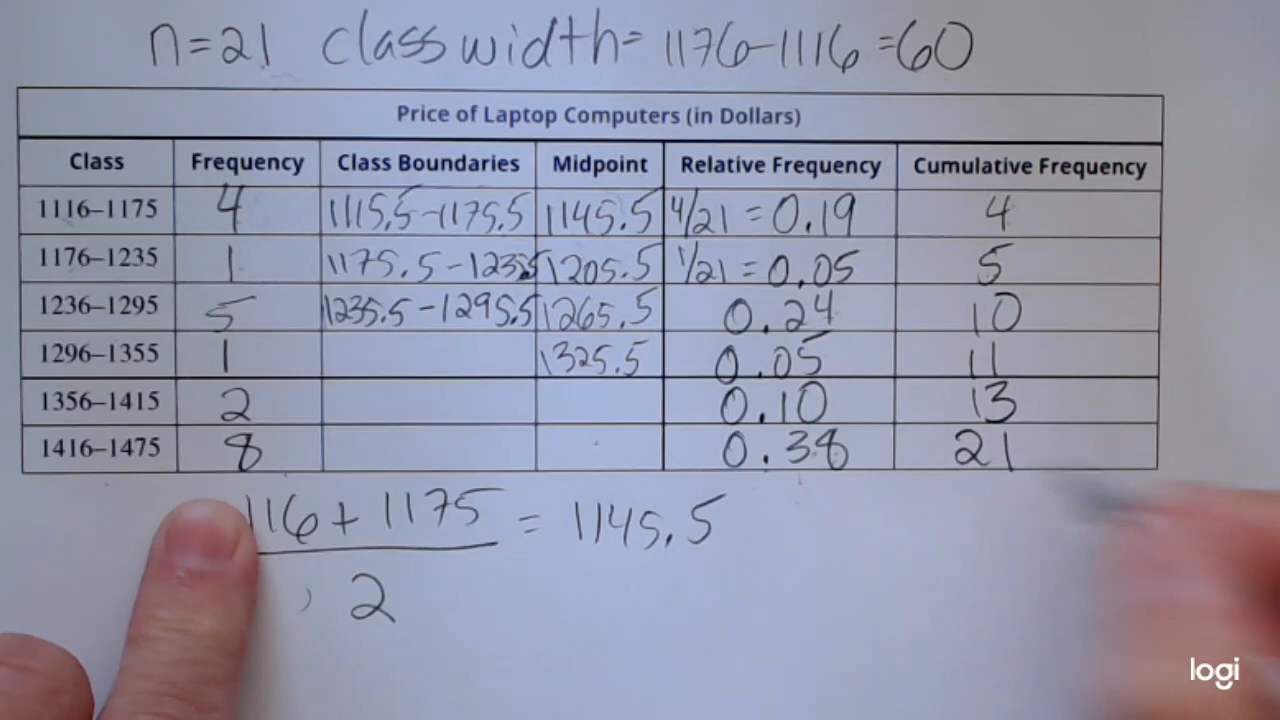 n=21 class width= 1176-1116 =60
Price of Laptop Computers (in Dollars)
Class Frequency Class Boundaries Midpoint Relative Frequency Cumulative Frequency
1116–1175 4 1115.5-1175.5 1145.5 4/21 = 0.19 4
1176–1235 1 1175.5-1235.5 1205.5 1/21 = 0.05 5
1236–1295 5 1235.5-1295.5 1265.5 0.24 10
1296–1355 1 1325.5 0.05 11
1356–1415 2 0.10 13
1416–1475 8 0.38 21
116 + 1175 = 1145.5
2
logi